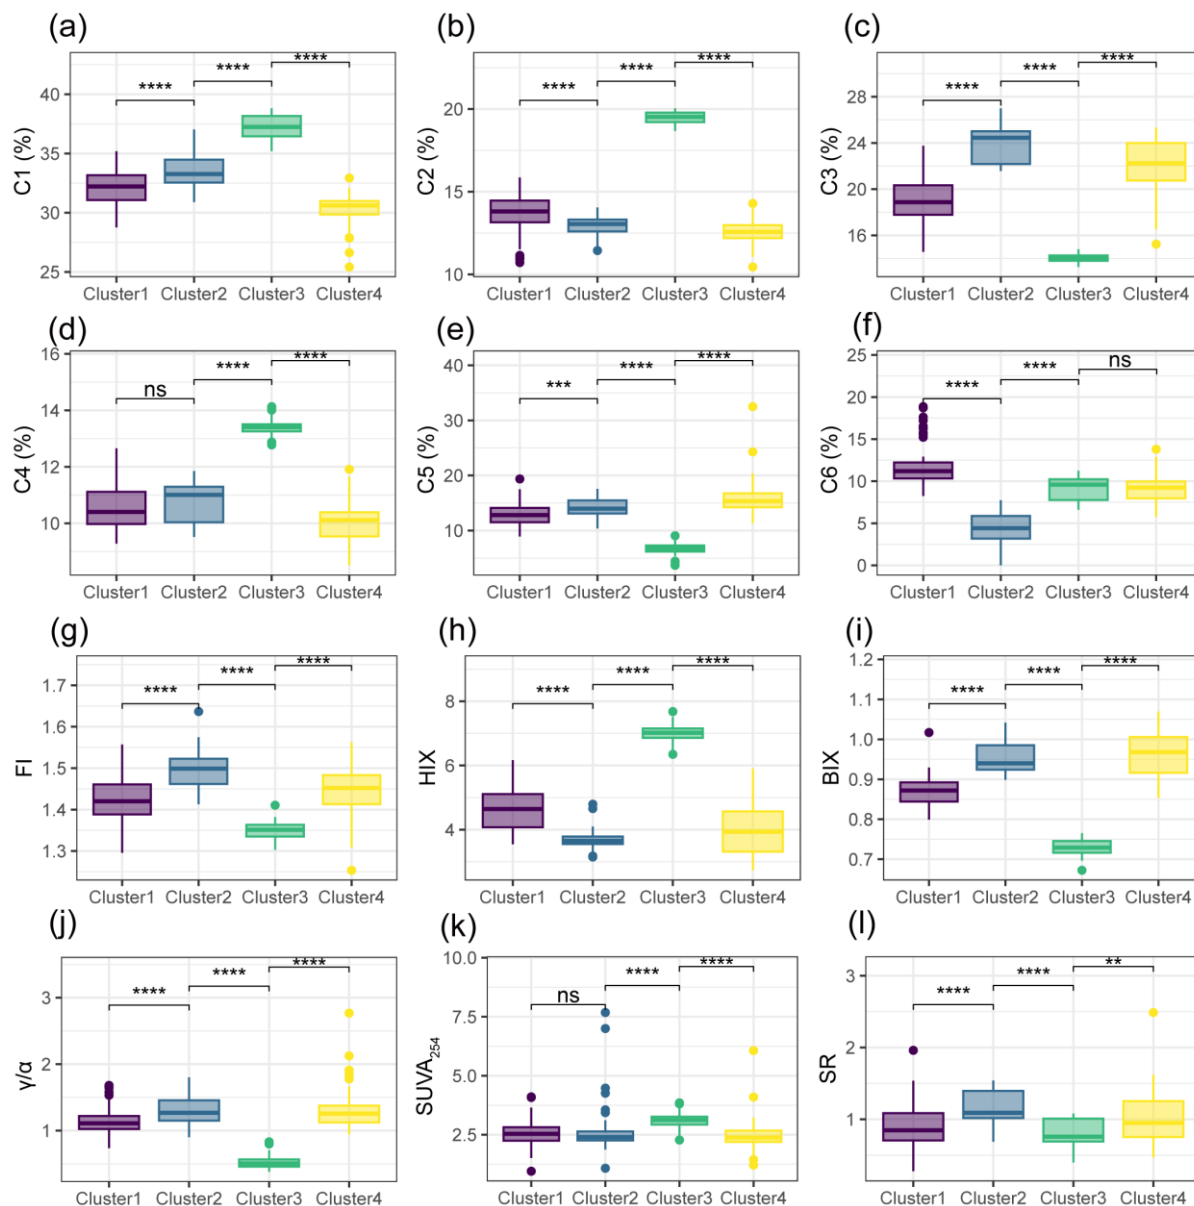 (a) (b) (c)
**** **** ****
C1 (%)
40
35
30
25
Cluster1 Cluster2 Cluster3 Cluster4
**** **** ****
C2 (%)
20
15
10
Cluster1 Cluster2 Cluster3 Cluster4
**** **** ****
C3 (%)
28
24
20
16
Cluster1 Cluster2 Cluster3 Cluster4
(d) (e) (f)
ns **** ****
C4 (%)
16
14
12
10
Cluster1 Cluster2 Cluster3 Cluster4
*** **** ****
C5 (%)
40
30
20
10
Cluster1 Cluster2 Cluster3 Cluster4
**** **** ns
C6 (%)
25
20
15
10
5
0
Cluster1 Cluster2 Cluster3 Cluster4
(g) (h) (i)
**** **** ****
FI
1.7
1.6
1.5
1.4
1.3
Cluster1 Cluster2 Cluster3 Cluster4
**** **** ****
HIX
8
6
4
Cluster1 Cluster2 Cluster3 Cluster4
**** **** ****
BIX
1.2
1.1
1.0
0.9
0.8
0.7
Cluster1 Cluster2 Cluster3 Cluster4
(j) (k) (l)
**** **** ****
γ/α
3
2
1
Cluster1 Cluster2 Cluster3 Cluster4
ns **** ****
SUVA254
10.0
7.5
5.0
2.5
Cluster1 Cluster2 Cluster3 Cluster4
**** **** **
SR
3
2
1
0
Cluster1 Cluster2 Cluster3 Cluster4